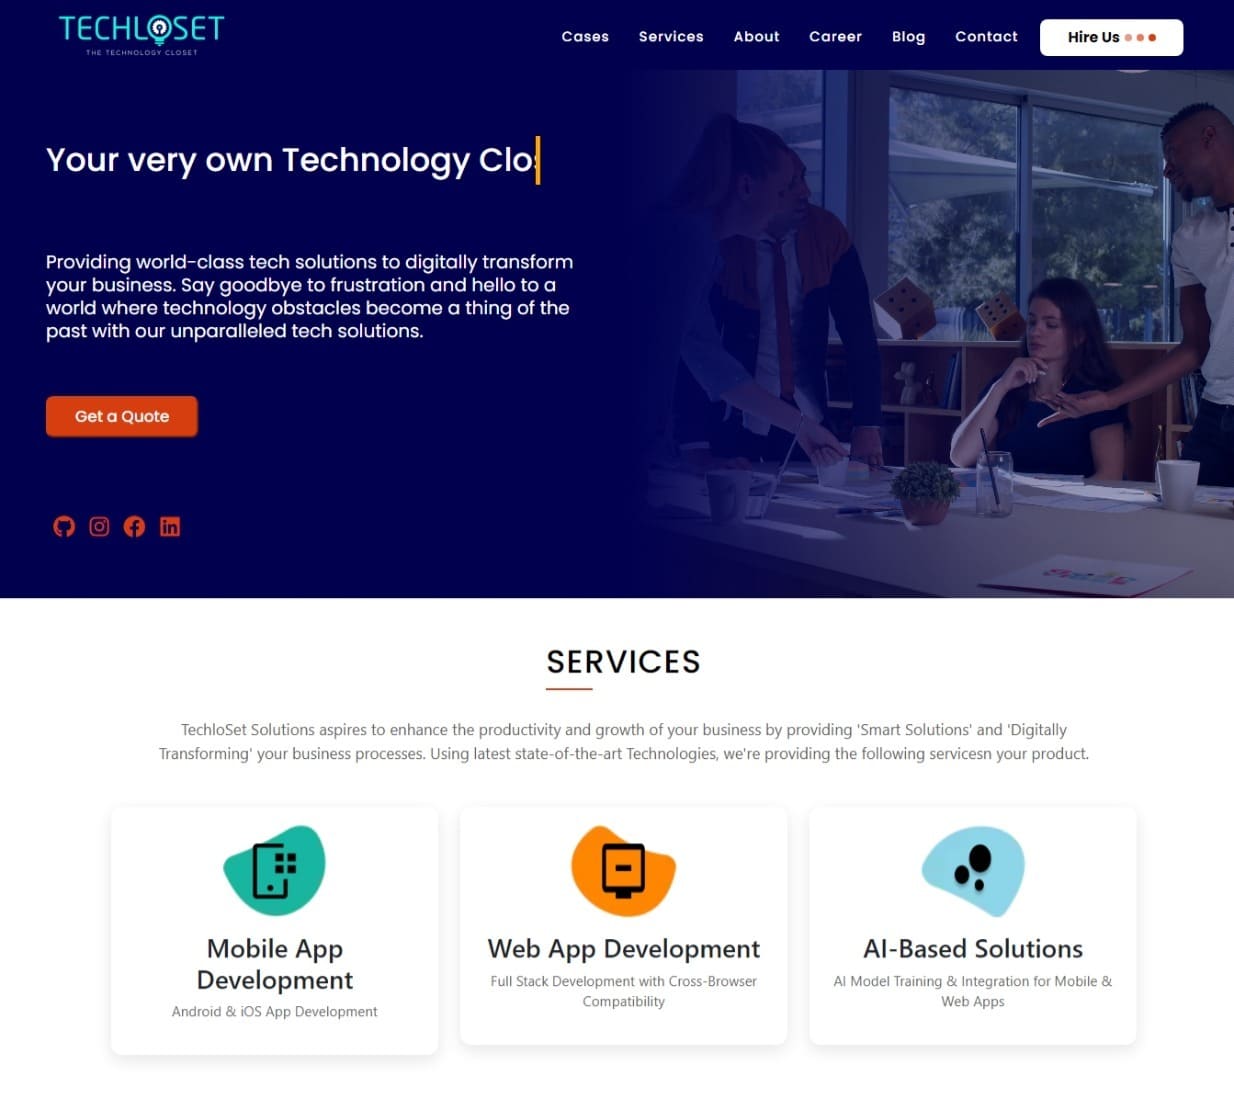 TECHLOSET
THE TECHNOLOGY CLOSET
Cases Services About Career Blog Contact Hire Us
Your very own Technology Clo
Providing world-class tech solutions to digitally transform
your business. Say goodbye to frustration and hello to a
world where technology obstacles become a thing of the
past with our unparalleled tech solutions.
Get a Quote
SERVICES
TechloSet Solutions aspires to enhance the productivity and growth of your business by providing 'Smart Solutions' and 'Digitally
Transforming' your business processes. Using latest state-of-the-art Technologies, we're providing the following servicesn your product.
Mobile App
Development
Android & iOS App Development
Web App Development
Full Stack Development with Cross-Browser
Compatibility
AI-Based Solutions
AI Model Training & Integration for Mobile &
Web Apps